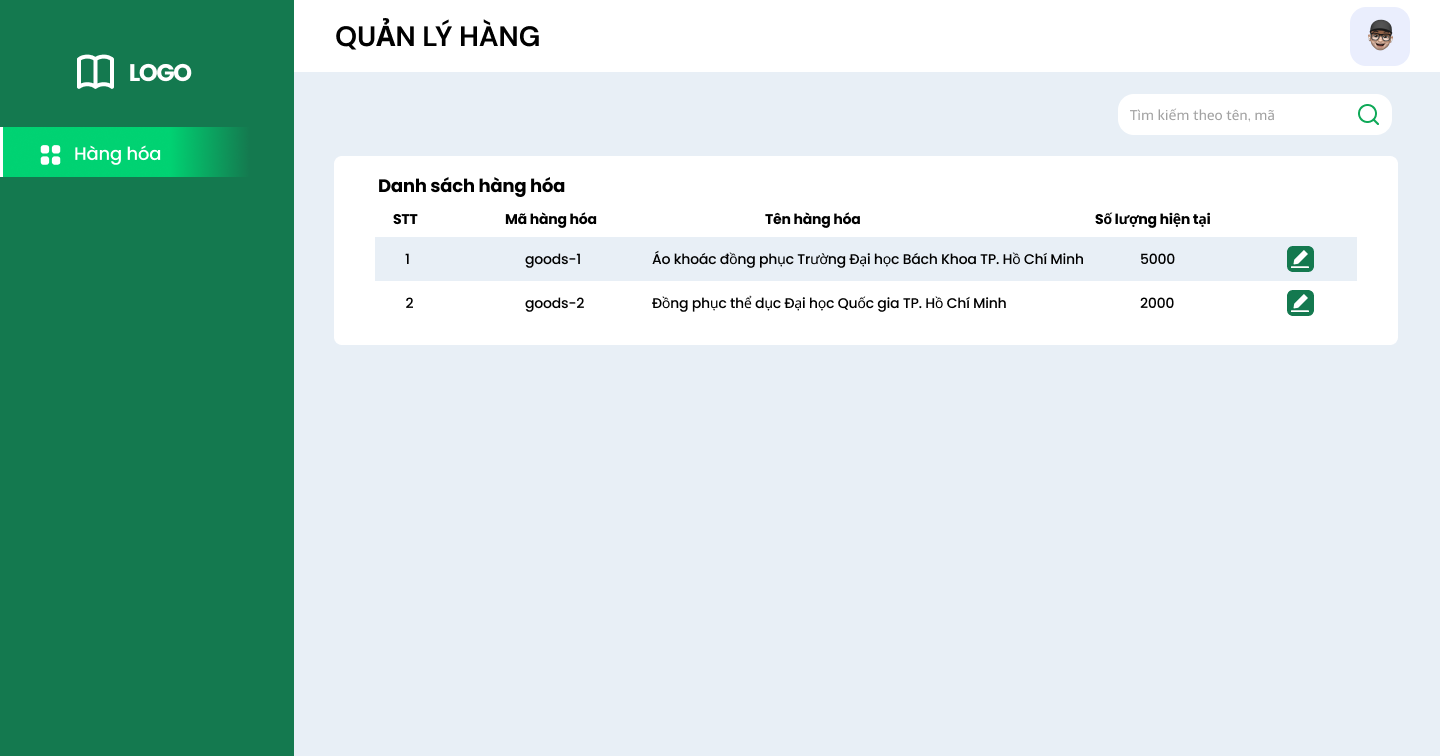 LOGO
QUẢN LÝ HÀNG
Hàng hóa
Tìm kiếm theo tên, mã
Danh sách hàng hóa
STT Mã hàng hóa Tên hàng hóa Số lượng hiện tại
1 goods-1 Áo khoác đồng phục Trường Đại học Bách Khoa TP. Hồ Chí Minh 5000
2 goods-2 Đồng phục thể dục Đại học Quốc gia TP. Hồ Chí Minh 2000